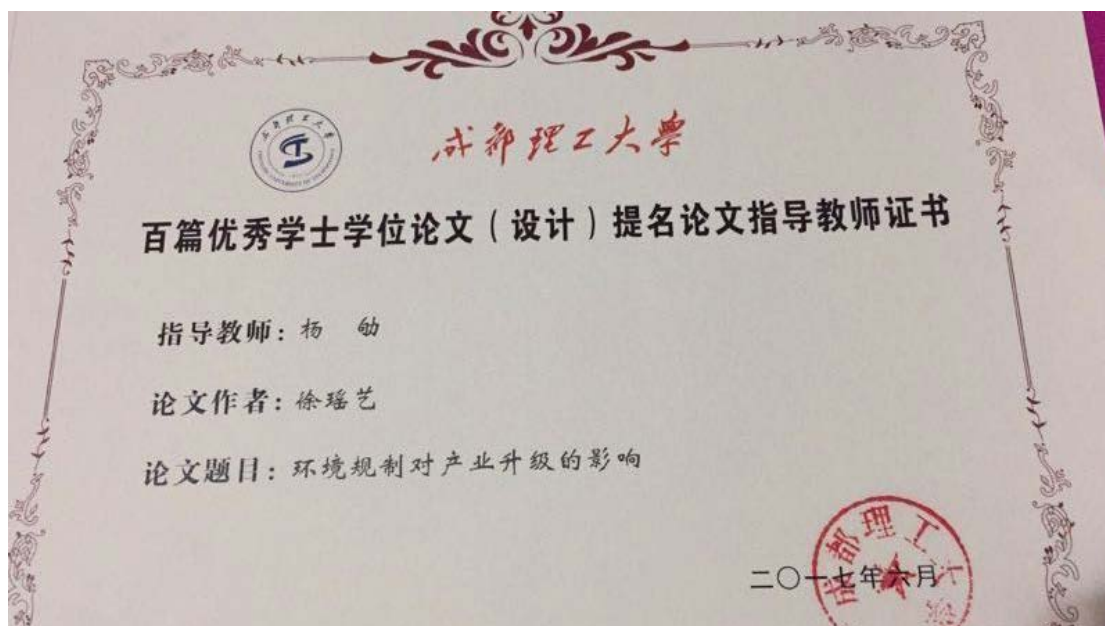 成都理工大学
百篇优秀学士学位论文（设计）提名论文指导教师证书
指导教师：杨 劬
论文作者：徐瑶艺
论文题目：环境规制对产业升级的影响
二〇一七年六月